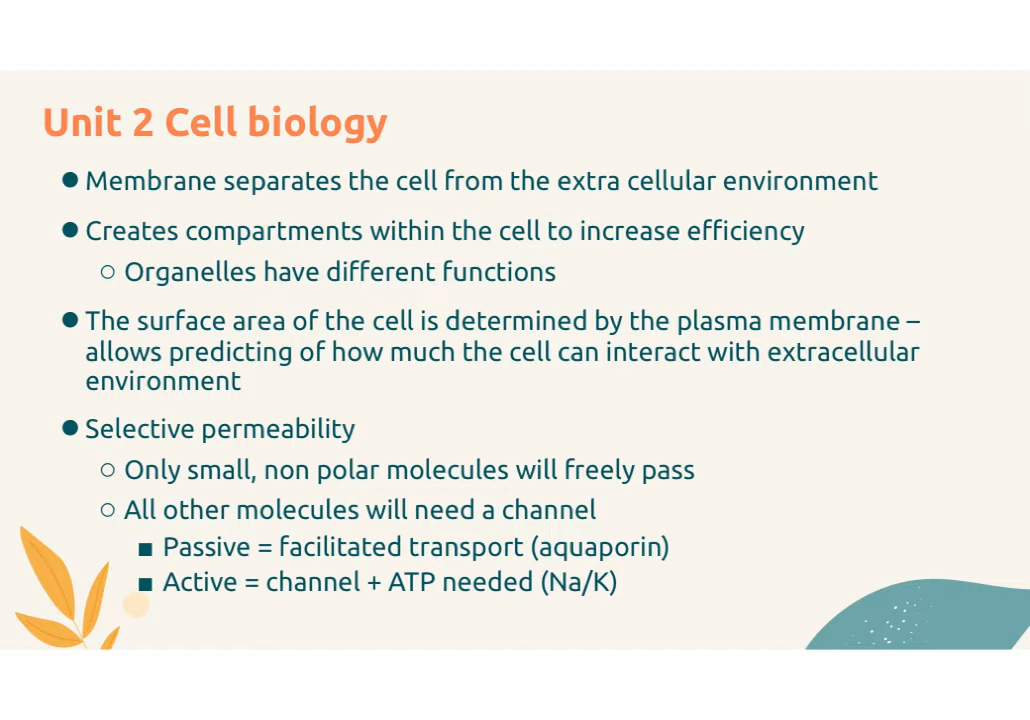 Unit 2 Cell biology
● Membrane separates the cell from the extra cellular environment
● Creates compartments within the cell to increase efficiency
○ Organelles have different functions
● The surface area of the cell is determined by the plasma membrane –
allows predicting of how much the cell can interact with extracellular
environment
● Selective permeability
○ Only small, non polar molecules will freely pass
○ All other molecules will need a channel
■ Passive = facilitated transport (aquaporin)
■ Active = channel + ATP needed (Na/K)